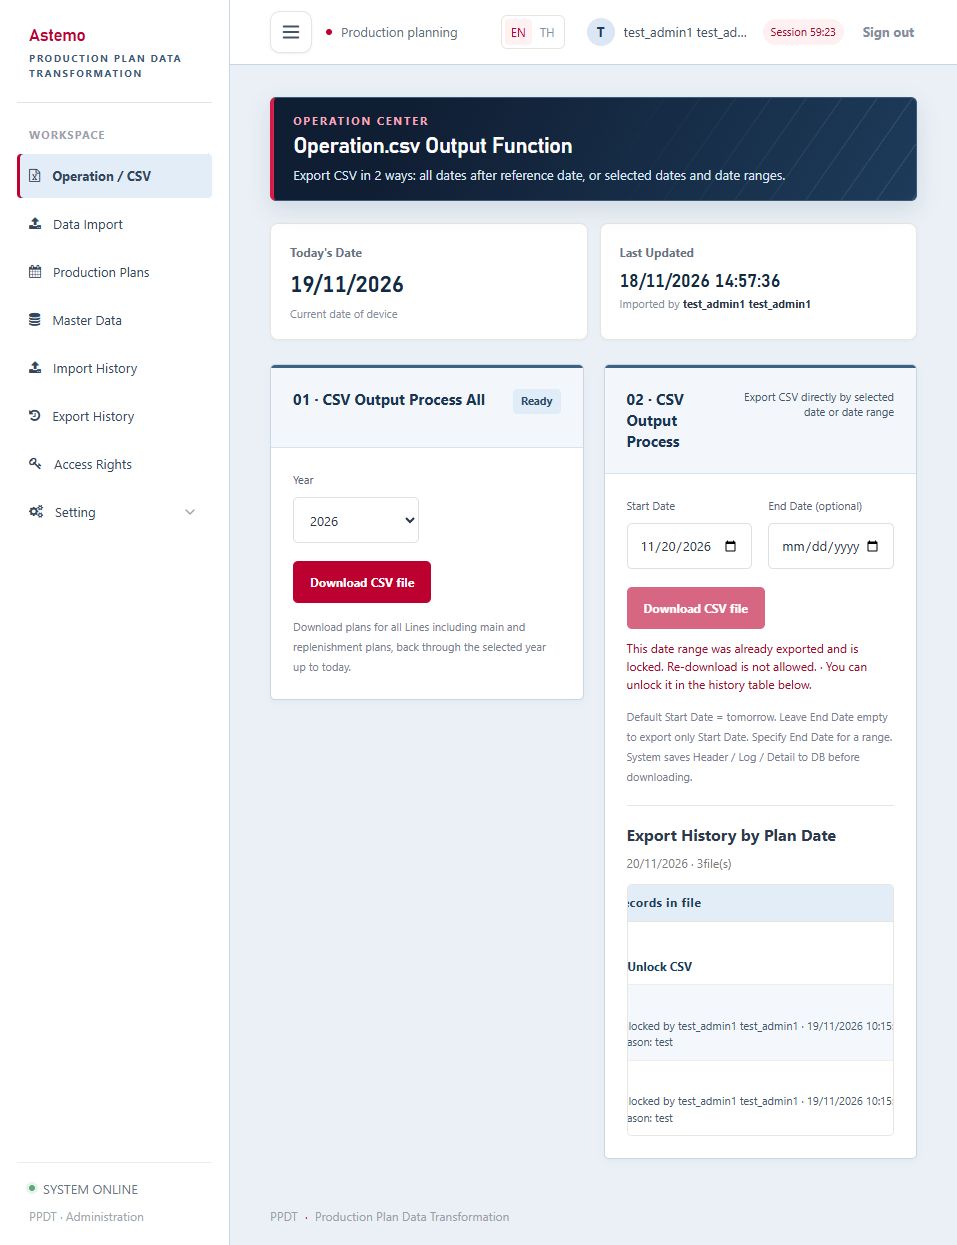 Astemo
PRODUCTION PLAN DATA
TRANSFORMATION
WORKSPACE
Operation / CSV
Data Import
Production Plans
Master Data
Import History
Export History
Access Rights
Setting
SYSTEM ONLINE
PPDT · Administration
Production planning
EN TH
T test_admin1 test_ad...
Session 59:23
Sign out
OPERATION CENTER
Operation.csv Output Function
Export CSV in 2 ways: all dates after reference date, or selected dates and date ranges.
Today's Date
19/11/2026
Current date of device
Last Updated
18/11/2026 14:57:36
Imported by test_admin1 test_admin1
01 · CSV Output Process All
Ready
Year
2026
Download CSV file
Download plans for all Lines including main and
replenishment plans, back through the selected year
up to today.
02 · CSV
Output
Process
Export CSV directly by selected
date or date range
Start Date
End Date (optional)
11/20/2026
mm/dd/yyyy
Download CSV file
This date range was already exported and is
locked. Re-download is not allowed. · You can
unlock it in the history table below.
Default Start Date = tomorrow. Leave End Date empty
to export only Start Date. Specify End Date for a range.
System saves Header / Log / Detail to DB before
downloading.
Export History by Plan Date
20/11/2026 · 3file(s)
ecords in file
Unlock CSV
locked by test_admin1 test_admin1 · 19/11/2026 10:15:
ason: test
locked by test_admin1 test_admin1 · 19/11/2026 10:15:
ason: test
PPDT · Production Plan Data Transformation